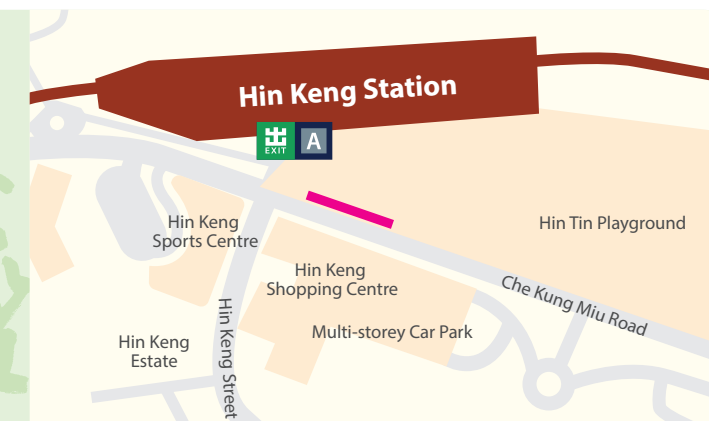 Hin Keng Station
出
EXIT
A
Hin Keng
Sports Centre
Hin Tin Playground
Hin Keng
Shopping Centre
Che Kung Miu Road
Multi-storey Car Park
Hin Keng Street
Hin Keng
Estate